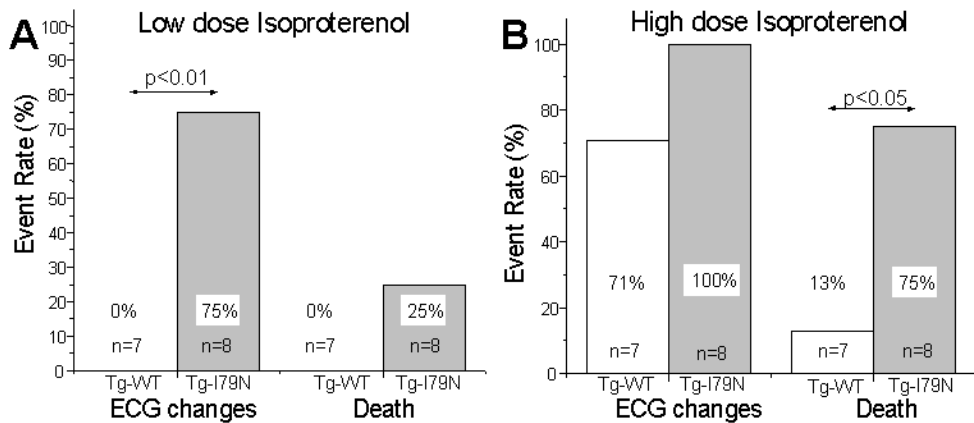 A
Low dose Isoproterenol
Event Rate (%)
100
90
80
70
60
50
40
30
20
10
0
p<0.01
0%
75%
0%
25%
n=7
n=8
n=7
n=8
Tg-WT
Tg-I79N
Tg-WT
Tg-I79N
ECG changes
Death
B
High dose Isoproterenol
Event Rate (%)
100
80
60
40
20
0
p<0.05
71%
100%
13%
75%
n=7
n=8
n=7
n=8
Tg-WT
Tg-I79N
Tg-WT
Tg-I79N
ECG changes
Death